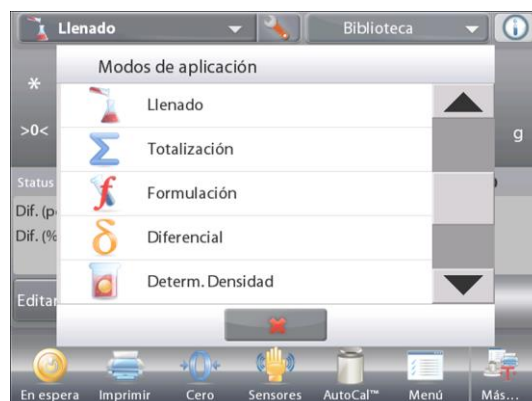 Llenado
Biblioteca
Modos de aplicación
*
Llenado
>0<
g
Totalización
Status
Formulación
Dif. (p
Dif. (%
Diferencial
Editar
Determ. Densidad
En espera
Imprimir
Cero
Sensores
AutoCal™
Menú
Más...